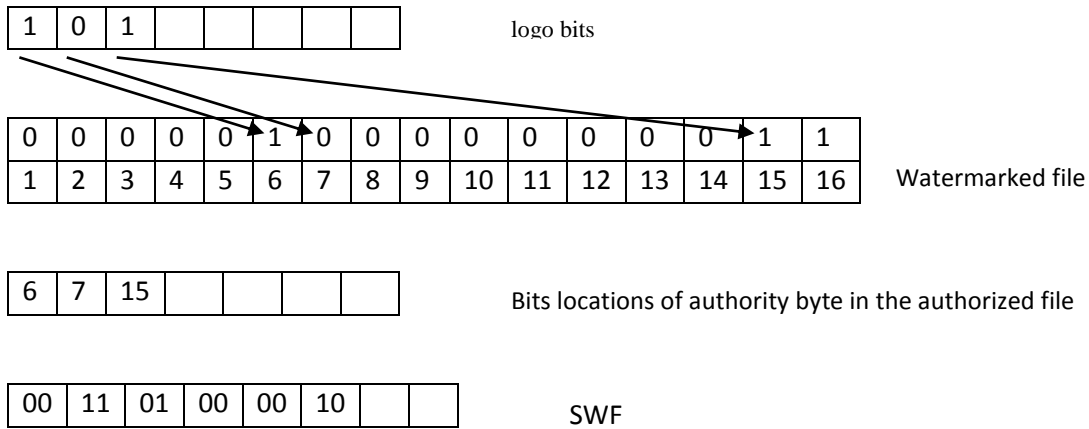 1 0 1 logo bits
0 0 0 0 0 1 0 0 0 0 0 0 0 0 1 1
1 2 3 4 5 6 7 8 9 10 11 12 13 14 15 16 Watermarked file
6 7 15 Bits locations of authority byte in the authorized file
00 11 01 00 00 10 SWF